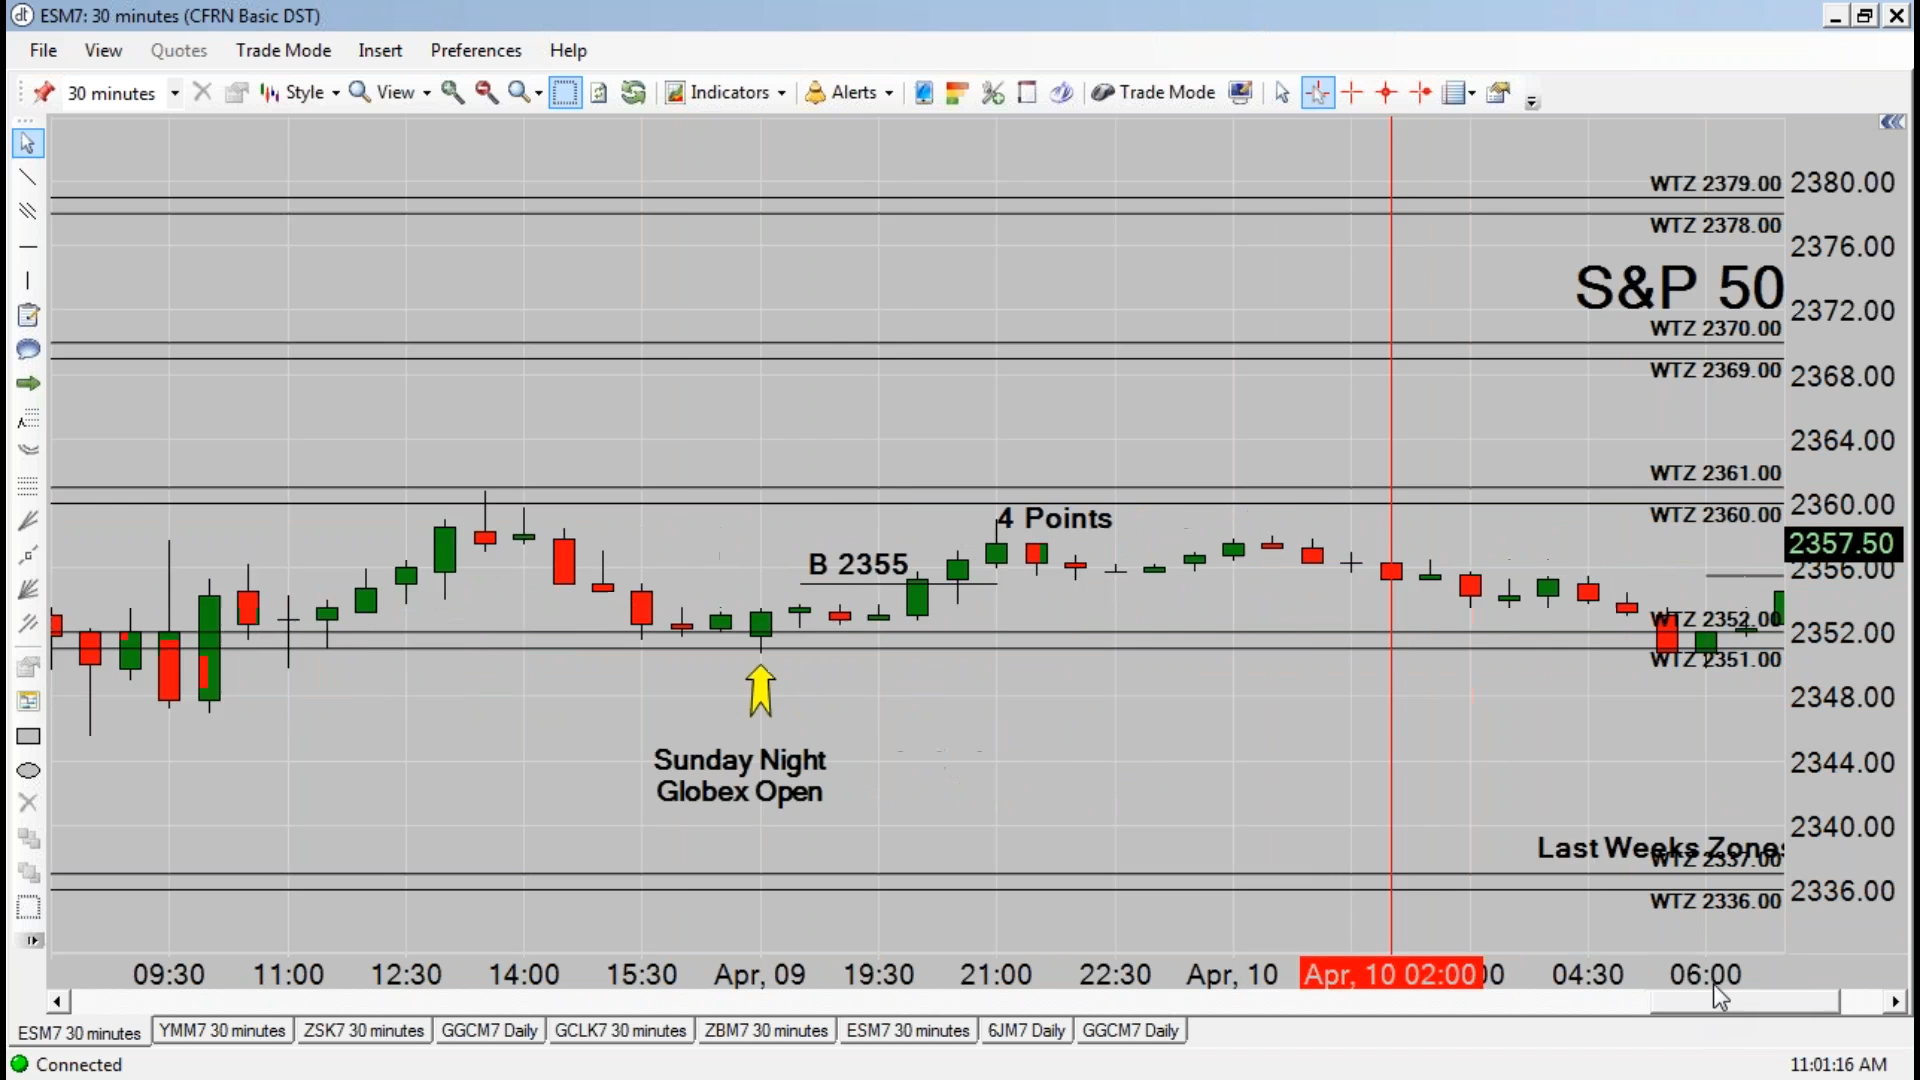 ESM7: 30 minutes (CFRN Basic DST)
File View Quotes Trade Mode Insert Preferences Help
30 minutes Style View Indicators Alerts Trade Mode
WTZ 2379.00
2380.00
WTZ 2378.00
2376.00
S&P 50
2372.00
WTZ 2370.00
WTZ 2369.00
2368.00
2364.00
WTZ 2361.00
2360.00
WTZ 2360.00
4 Points
2357.50
B 2355
2356.00
WTZ 2352.00
2352.00
WTZ 2351.00
2348.00
Sunday Night
Globex Open
2344.00
2340.00
Last Weeks Zones
WTZ 2337.00
2336.00
WTZ 2336.00
09:30 11:00 12:30 14:00 15:30 Apr, 09 19:30 21:00 22:30 Apr, 10 Apr, 10 02:00 04:30 06:00
ESM7 30 minutes YMM7 30 minutes ZSK7 30 minutes GGCM7 Daily GCLK7 30 minutes ZBM7 30 minutes ESM7 30 minutes 6JM7 Daily GGCM7 Daily
Connected
11:01:16 AM